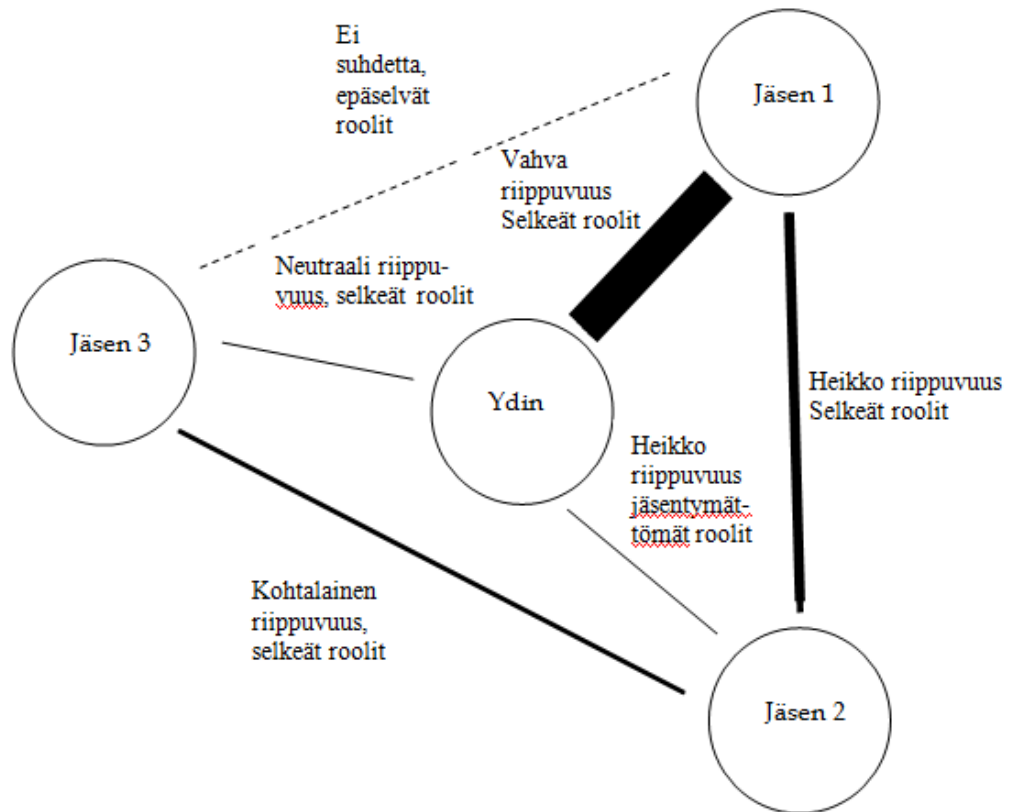 Ei
suhdetta,
epäselvät
roolit
Jäsen 1
Vahva
riippuvuus
Selkeät roolit
Neutraali riippu-
vuus, selkeät roolit
Jäsen 3
Ydin
Heikko riippuvuus
Selkeät roolit
Heikko
riippuvuus
jäsentymät-
tömät roolit
Kohtalainen
riippuvuus,
selkeät roolit
Jäsen 2